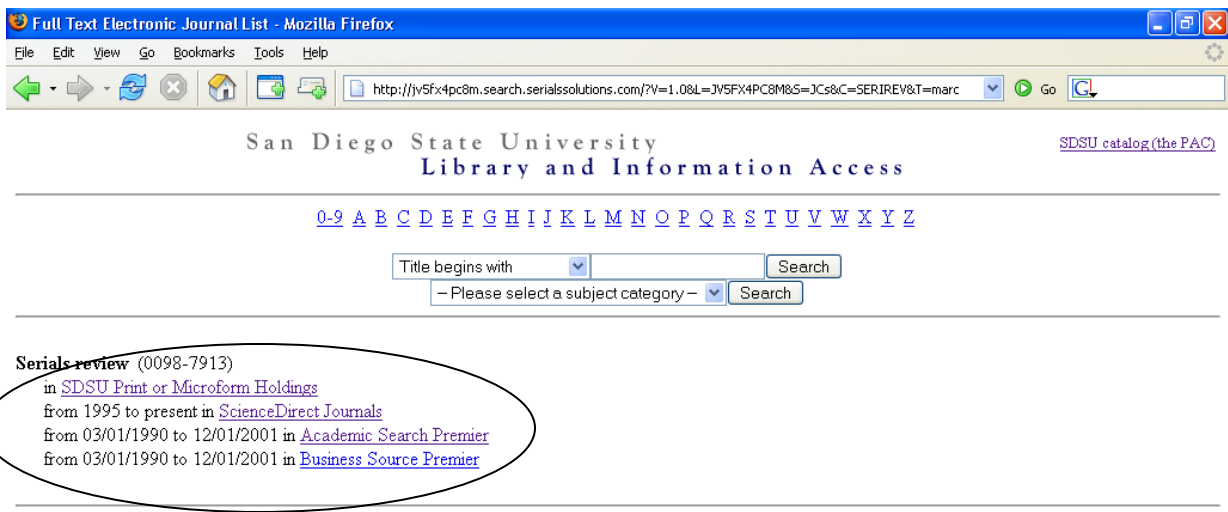 Full Text Electronic Journal List - Mozilla Firefox
File Edit View Go Bookmarks Tools Help
http://jv5fx4pc8m.search.serialssolutions.com/?V=1.0&L=JV5FX4PC8M&S=JCs&C=SERIREV&T=marc Go G
San Diego State University
SDSU catalog (the PAC)
Library and Information Access
0-9 A B C D E F G H I J K L M N O P Q R S T U V W X Y Z
Title begins with Search
– Please select a subject category – Search
Serials review (0098-7913)
in SDSU Print or Microform Holdings
from 1995 to present in ScienceDirect Journals
from 03/01/1990 to 12/01/2001 in Academic Search Premier
from 03/01/1990 to 12/01/2001 in Business Source Premier